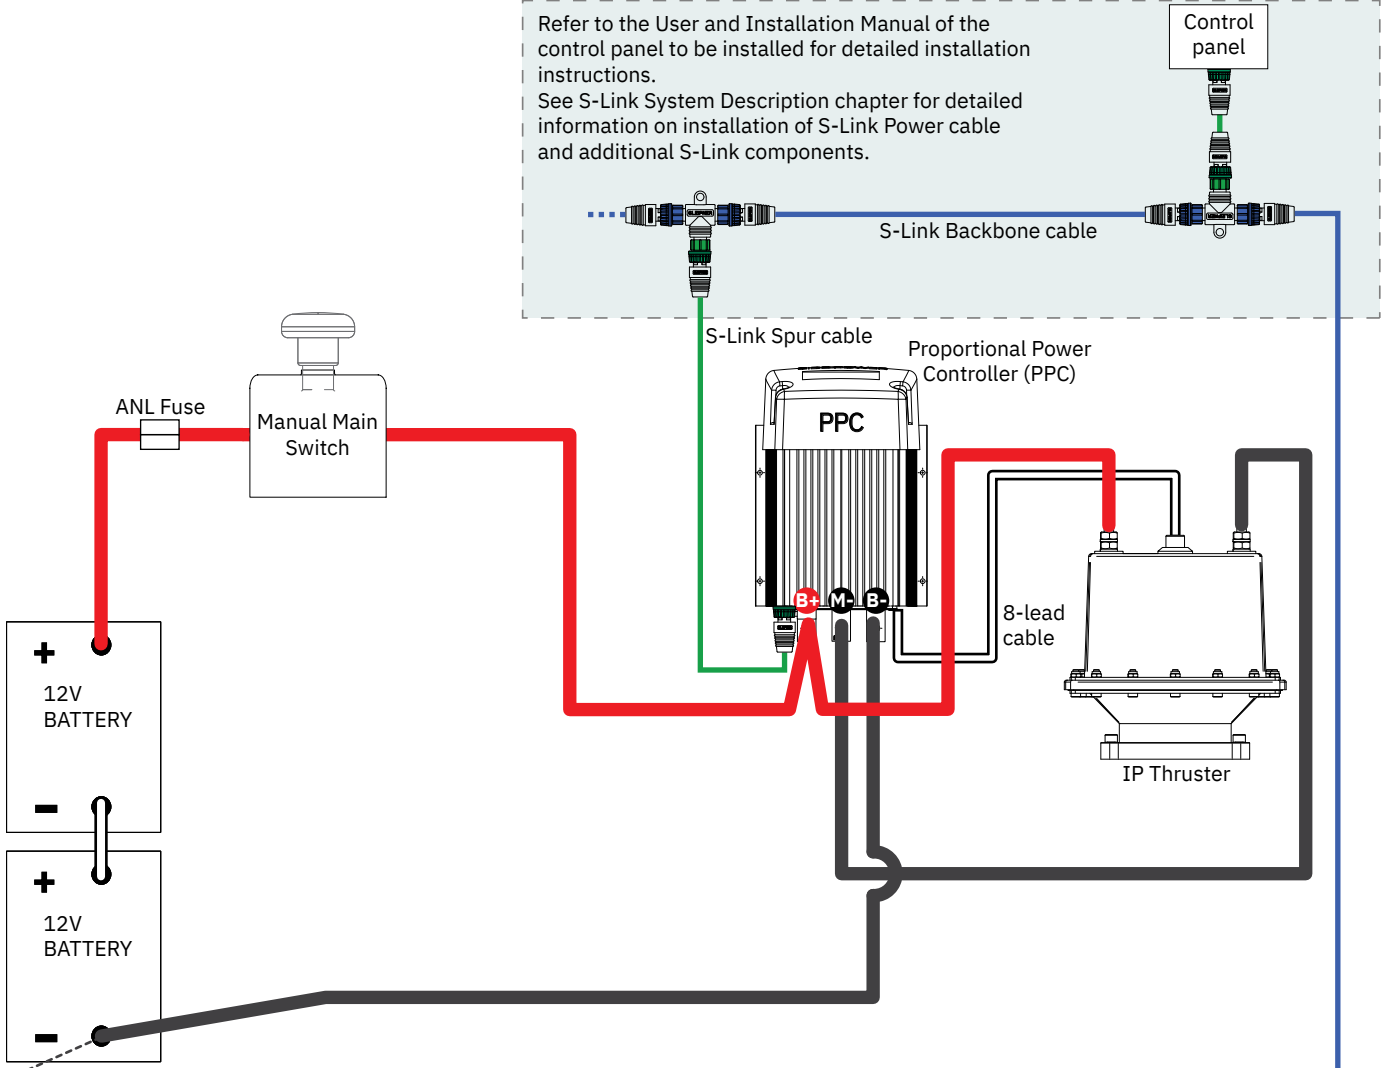 Refer to the User and Installation Manual of the
control panel to be installed for detailed installation
instructions.
See S-Link System Description chapter for detailed
information on installation of S-Link Power cable
and additional S-Link components.
Control
panel
S-Link Backbone cable
S-Link Spur cable
Proportional Power
Controller (PPC)
ANL Fuse
Manual Main
Switch
PPC
B+
M-
B-
8-lead
cable
IP Thruster
+
12V
BATTERY
-
+
12V
BATTERY
-